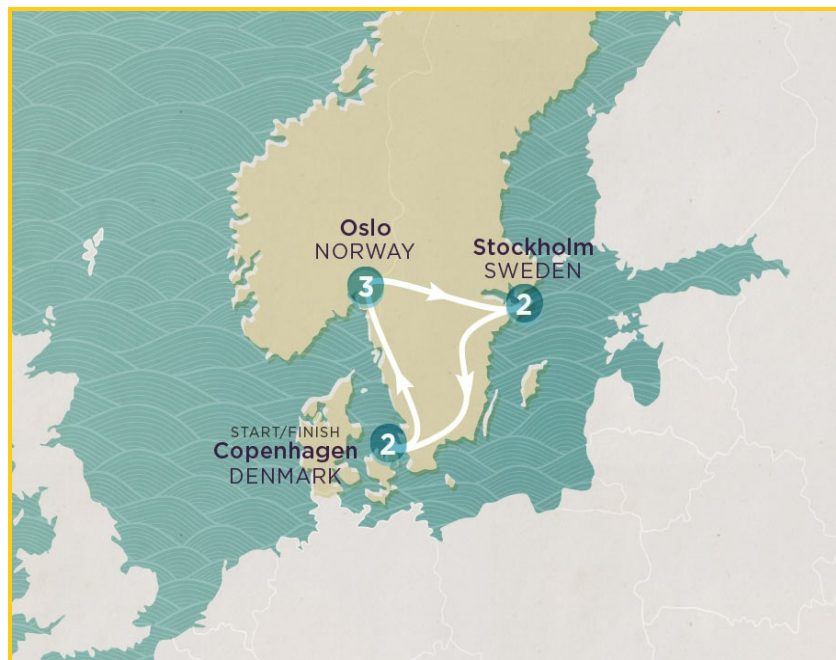 Oslo
NORWAY
3
Stockholm
SWEDEN
2
START/FINISH
Copenhagen
DENMARK
2